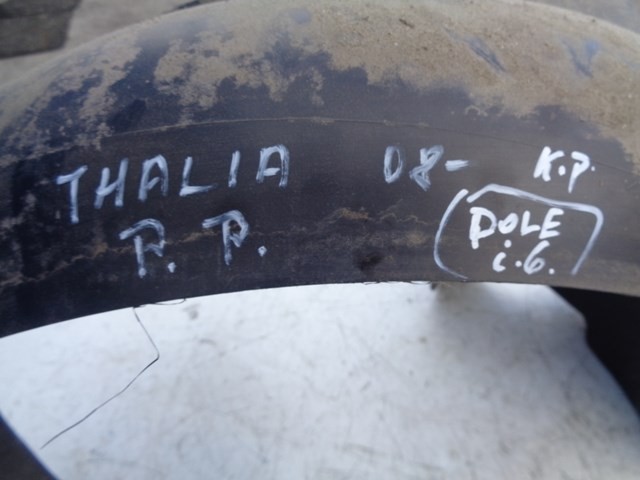 THALIA 08- K.P.
P. P. (DOLE
i.6.)